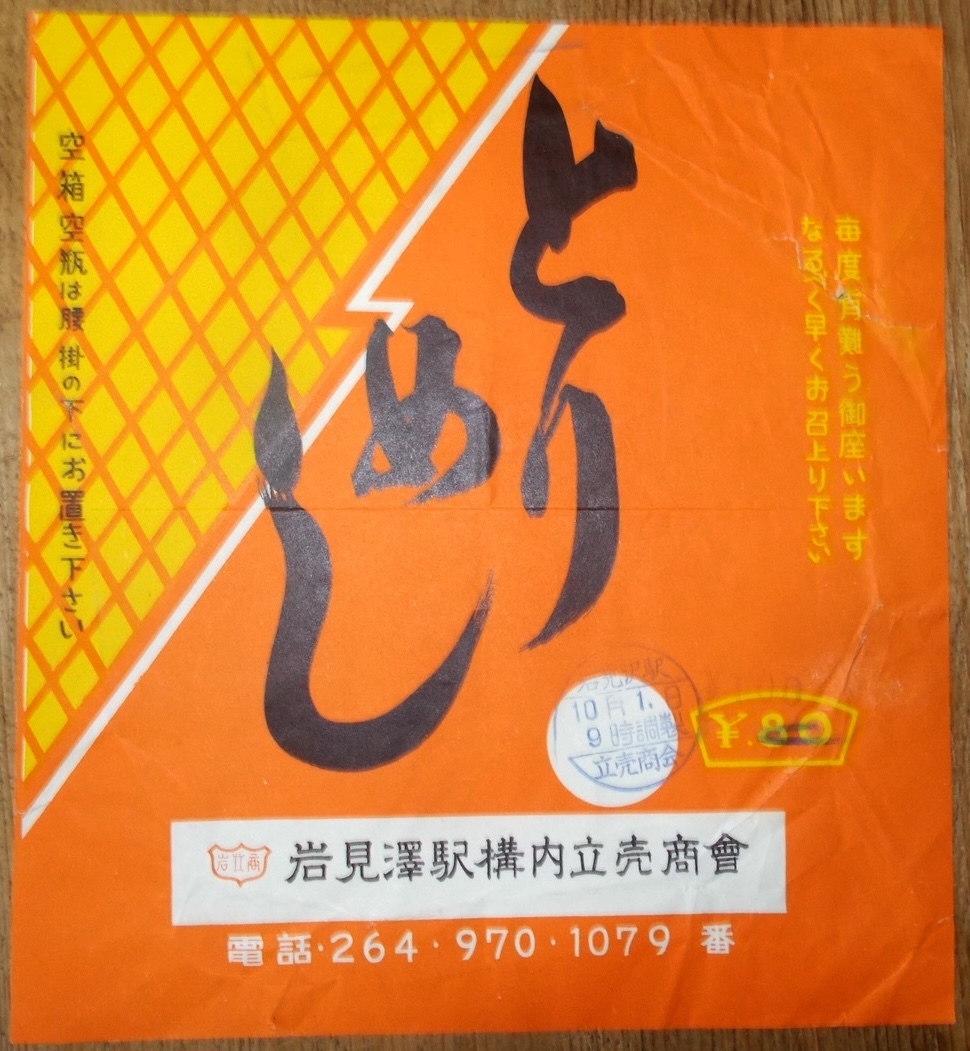 毎度有難う御座います
なるべく早くお召上り下さい
とり
めし
空箱空瓶は腰掛の下にお置き下さい
岩見沢駅
10月1.日
9時調製
立売商会
¥.80
岩立商
岩見澤駅構内立売商會
電話·264·970·1079番